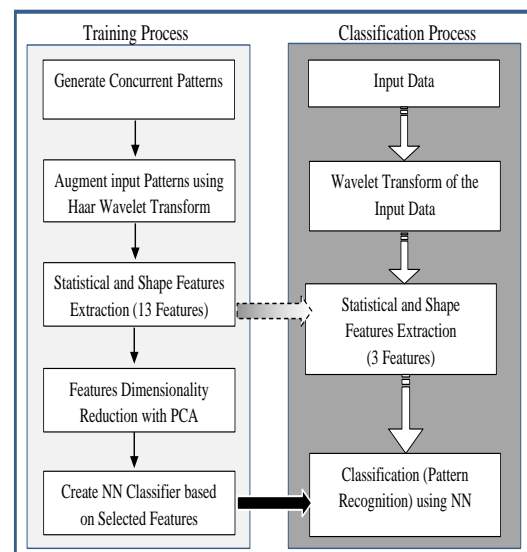 Training Process
Generate Concurrent Patterns
Augment input Patterns using
Haar Wavelet Transform
Statistical and Shape Features
Extraction (13 Features)
Features Dimensionality
Reduction with PCA
Create NN Classifier based
on Selected Features
Classification Process
Input Data
Wavelet Transform of the
Input Data
Statistical and Shape
Features Extraction
(3 Features)
Classification (Pattern
Recognition) using NN